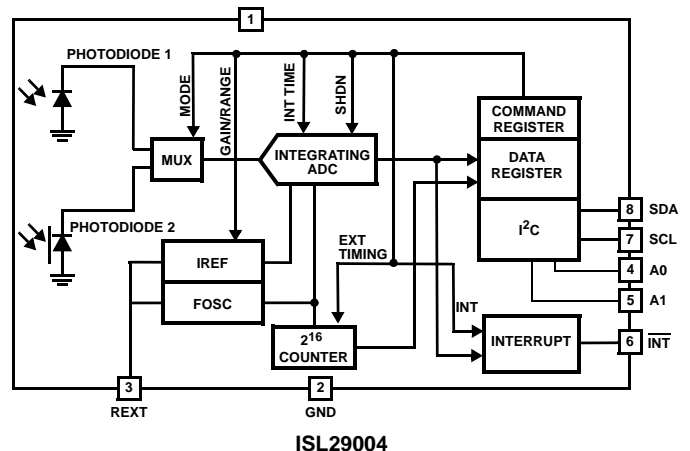 1
PHOTODIODE 1
MODE
GAIN/RANGE
INT TIME
SHDN
COMMAND
REGISTER
MUX
INTEGRATING
ADC
DATA
REGISTER
PHOTODIODE 2
I²C
8 SDA
7 SCL
4 A0
5 A1
IREF
FOSC
EXT
TIMING
INT
2¹⁶
COUNTER
INTERRUPT
6 INT
3
REXT
2
GND
ISL29004